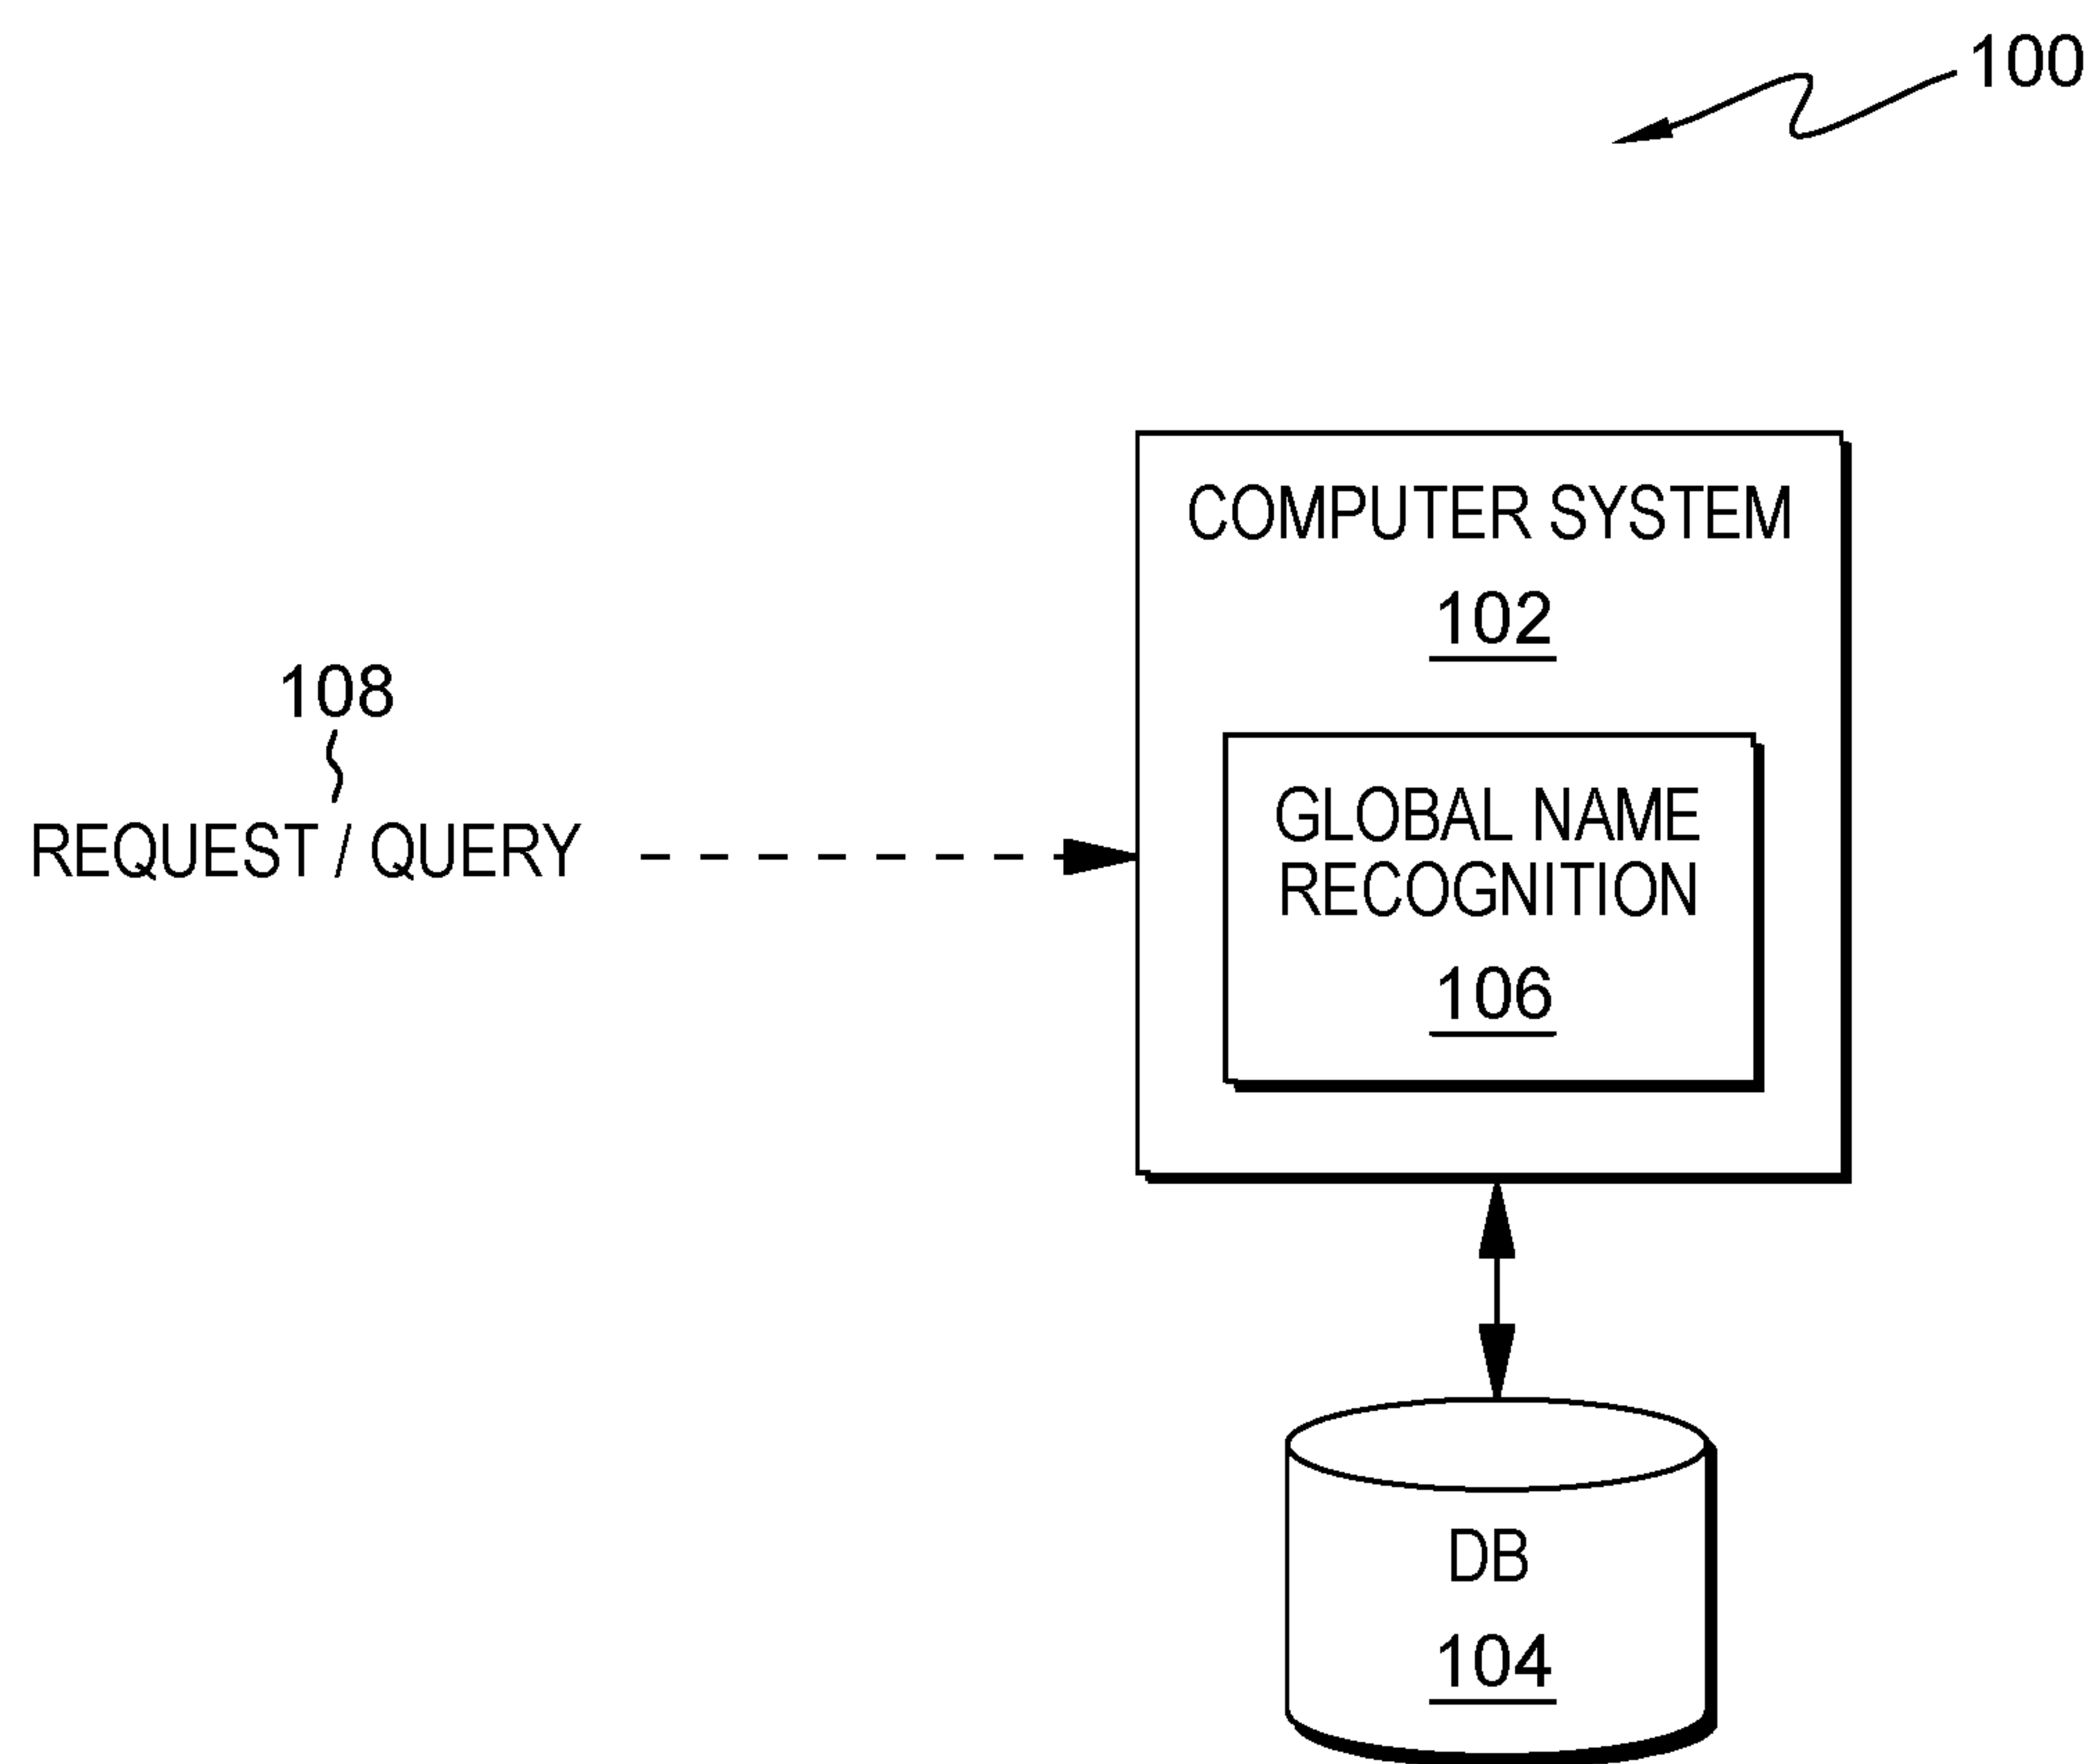 100
COMPUTER SYSTEM
102
108
REQUEST / QUERY
GLOBAL NAME
RECOGNITION
106
DB
104